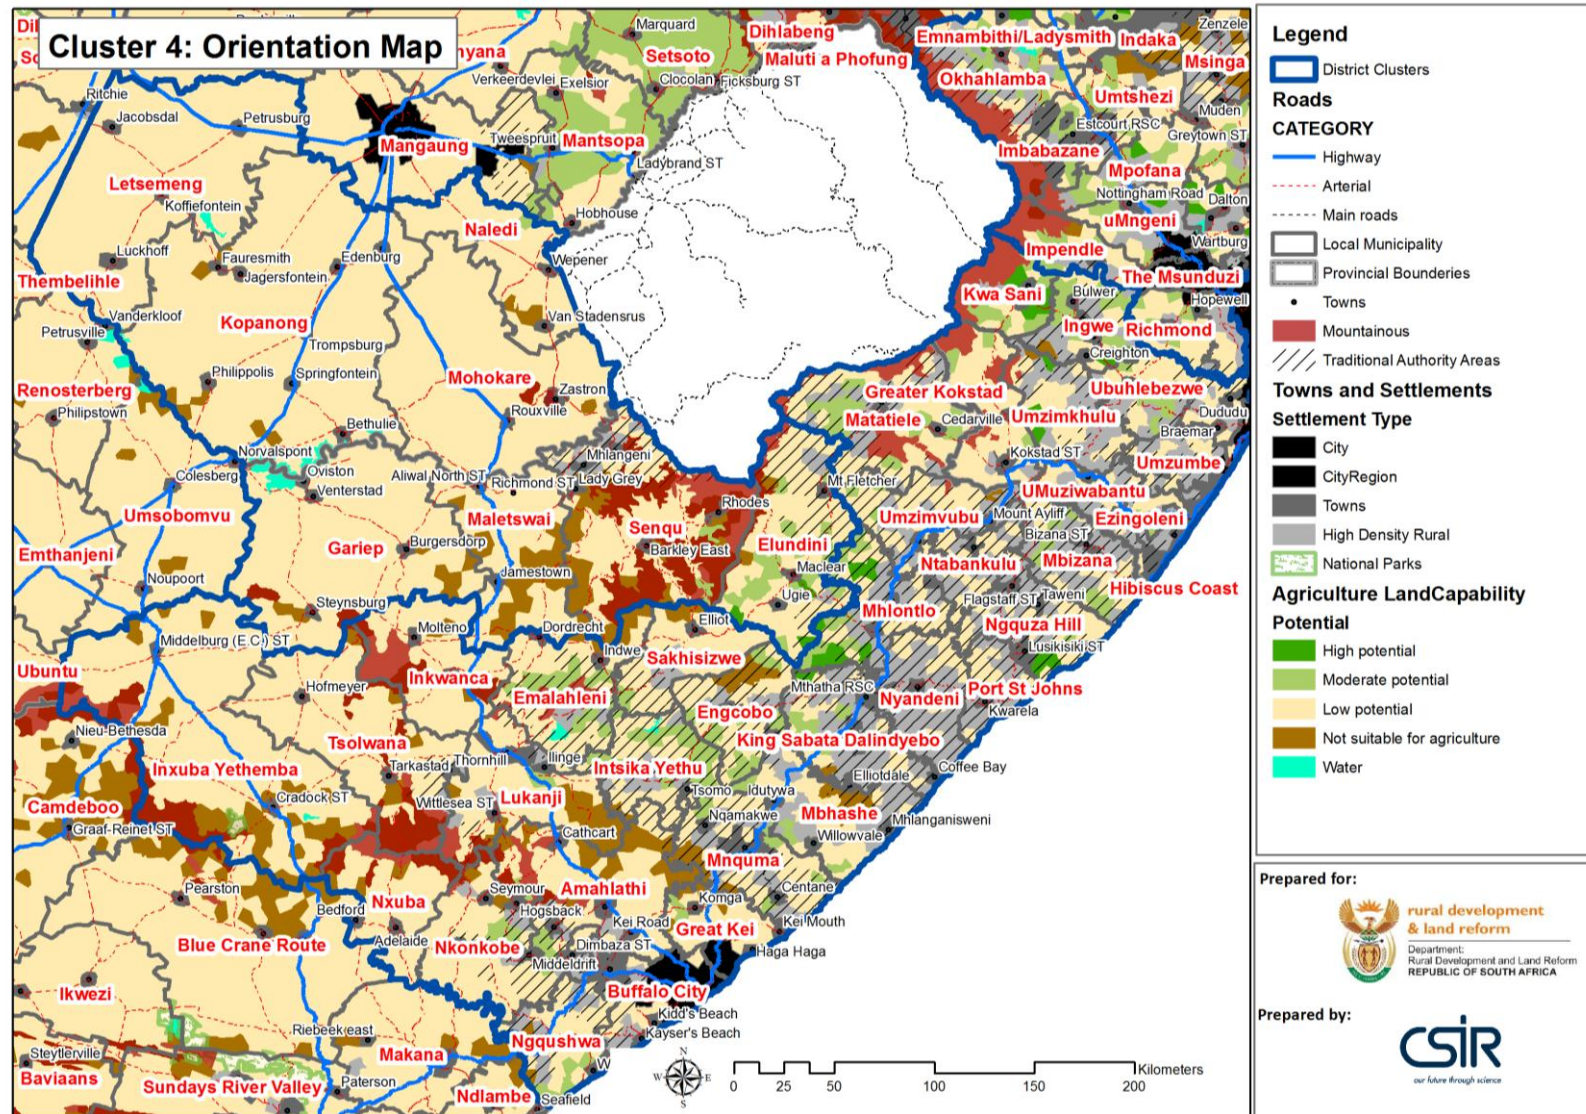 Cluster 4: Orientation Map
Marquard
Dihlabeng
Maluti a Phofung
Emnambithi/Ladysmith
Indaka
Zenzele
Msinga
Setsoto
nyana
Verkeerdevlei
Exelsior
Clocolan
Ficksburg ST
Okhahlamba
Umtshezi
Muden
Ritchie
Jacobsdal
Petrusburg
Mangaung
Tweespruit
Mantsopa
Ladybrand ST
Estcourt RSC
Greytown ST
Imbabazane
Mpofana
Letsemeng
Koffiefontein
Nottingham Road
Dalton
Hobhouse
Naledi
uMngeni
Wartburg
Luckhoff
Fauresmith
Jagersfontein
Edenburg
Wepener
Impendle
The Msunduzi
Thembelihle
Kwa Sani
Bulwer
Hopewell
Vanderkloof
Petrusville
Kopanong
Van Stadensrus
Ingwe
Richmond
Trompsburg
Creighton
Renosterberg
Philippolis
Springfontein
Mohokare
Zastron
Greater Kokstad
Ubuhlebezwe
Philipstown
Rouxville
Matatiele
Cedarville
Umzimkhulu
Dududu
Braemar
Bethulie
Norvalspont
Mhlangeni
Kokstad ST
Umzumbe
Colesberg
Oviston
Venterstad
Aliwal North ST
Richmond ST
Lady Grey
Mt Fletcher
UMuziwabantu
Umsobomvu
Maletswai
Rhodes
Senqu
Umzimvubu
Mount Ayliff
Ezingoleni
Emthanjeni
Gariep
Burgersdorp
Barkley East
Elundini
Bizana ST
Ntabankulu
Mbizana
Noupoort
Jamestown
Maclear
Hibiscus Coast
Steynsburg
Ugie
Mhlontlo
Flagstaff ST
Taweni
Ngquza Hill
Middelburg (E.C.) ST
Molteno
Dordrecht
Elliot
Lusikisiki ST
Indwe
Sakhisizwe
Ubuntu
Inkwanca
Hofmeyer
Emalahleni
Mthatha RSC
Nyandeni
Port St Johns
Kwarela
Engcobo
Nieu-Bethesda
Tsolwana
King Sabata Dalindyebo
Inxuba Yethemba
Tarkastad
Thornhill
Ilinge
Intsika Yethu
Elliotdale
Coffee Bay
Camdeboo
Cradock ST
Wittlesea ST
Lukanji
Tsomo
Idutywa
Mbhashe
Graaf-Reinet ST
Nqamakwe
Mhlanganisweni
Cathcart
Willowvale
Mnquma
Pearston
Nxuba
Seymour
Amahlathi
Centane
Bedford
Hogsback
Komga
Kei Road
Great Kei
Kei Mouth
Blue Crane Route
Adelaide
Nkonkobe
Dimbaza ST
Middeldrift
Haga Haga
Ikwezi
Buffalo City
Kidd's Beach
Riebeek east
Ngqushwa
Kayser's Beach
Steytlerville
Makana
W
Baviaans
Sundays River Valley
Paterson
Ndlambe
Seafield
N
W
E
S
Kilometers
0 25 50 100 150 200
Legend
District Clusters
Roads
CATEGORY
Highway
Arterial
Main roads
Local Municipality
Provincial Bounderies
Towns
Mountainous
Traditional Authority Areas
Towns and Settlements
Settlement Type
City
CityRegion
Towns
High Density Rural
National Parks
Agriculture LandCapability
Potential
High potential
Moderate potential
Low potential
Not suitable for agriculture
Water
Prepared for:
rural development
& land reform
Department:
Rural Development and Land Reform
REPUBLIC OF SOUTH AFRICA
Prepared by:
CSIR
our future through science